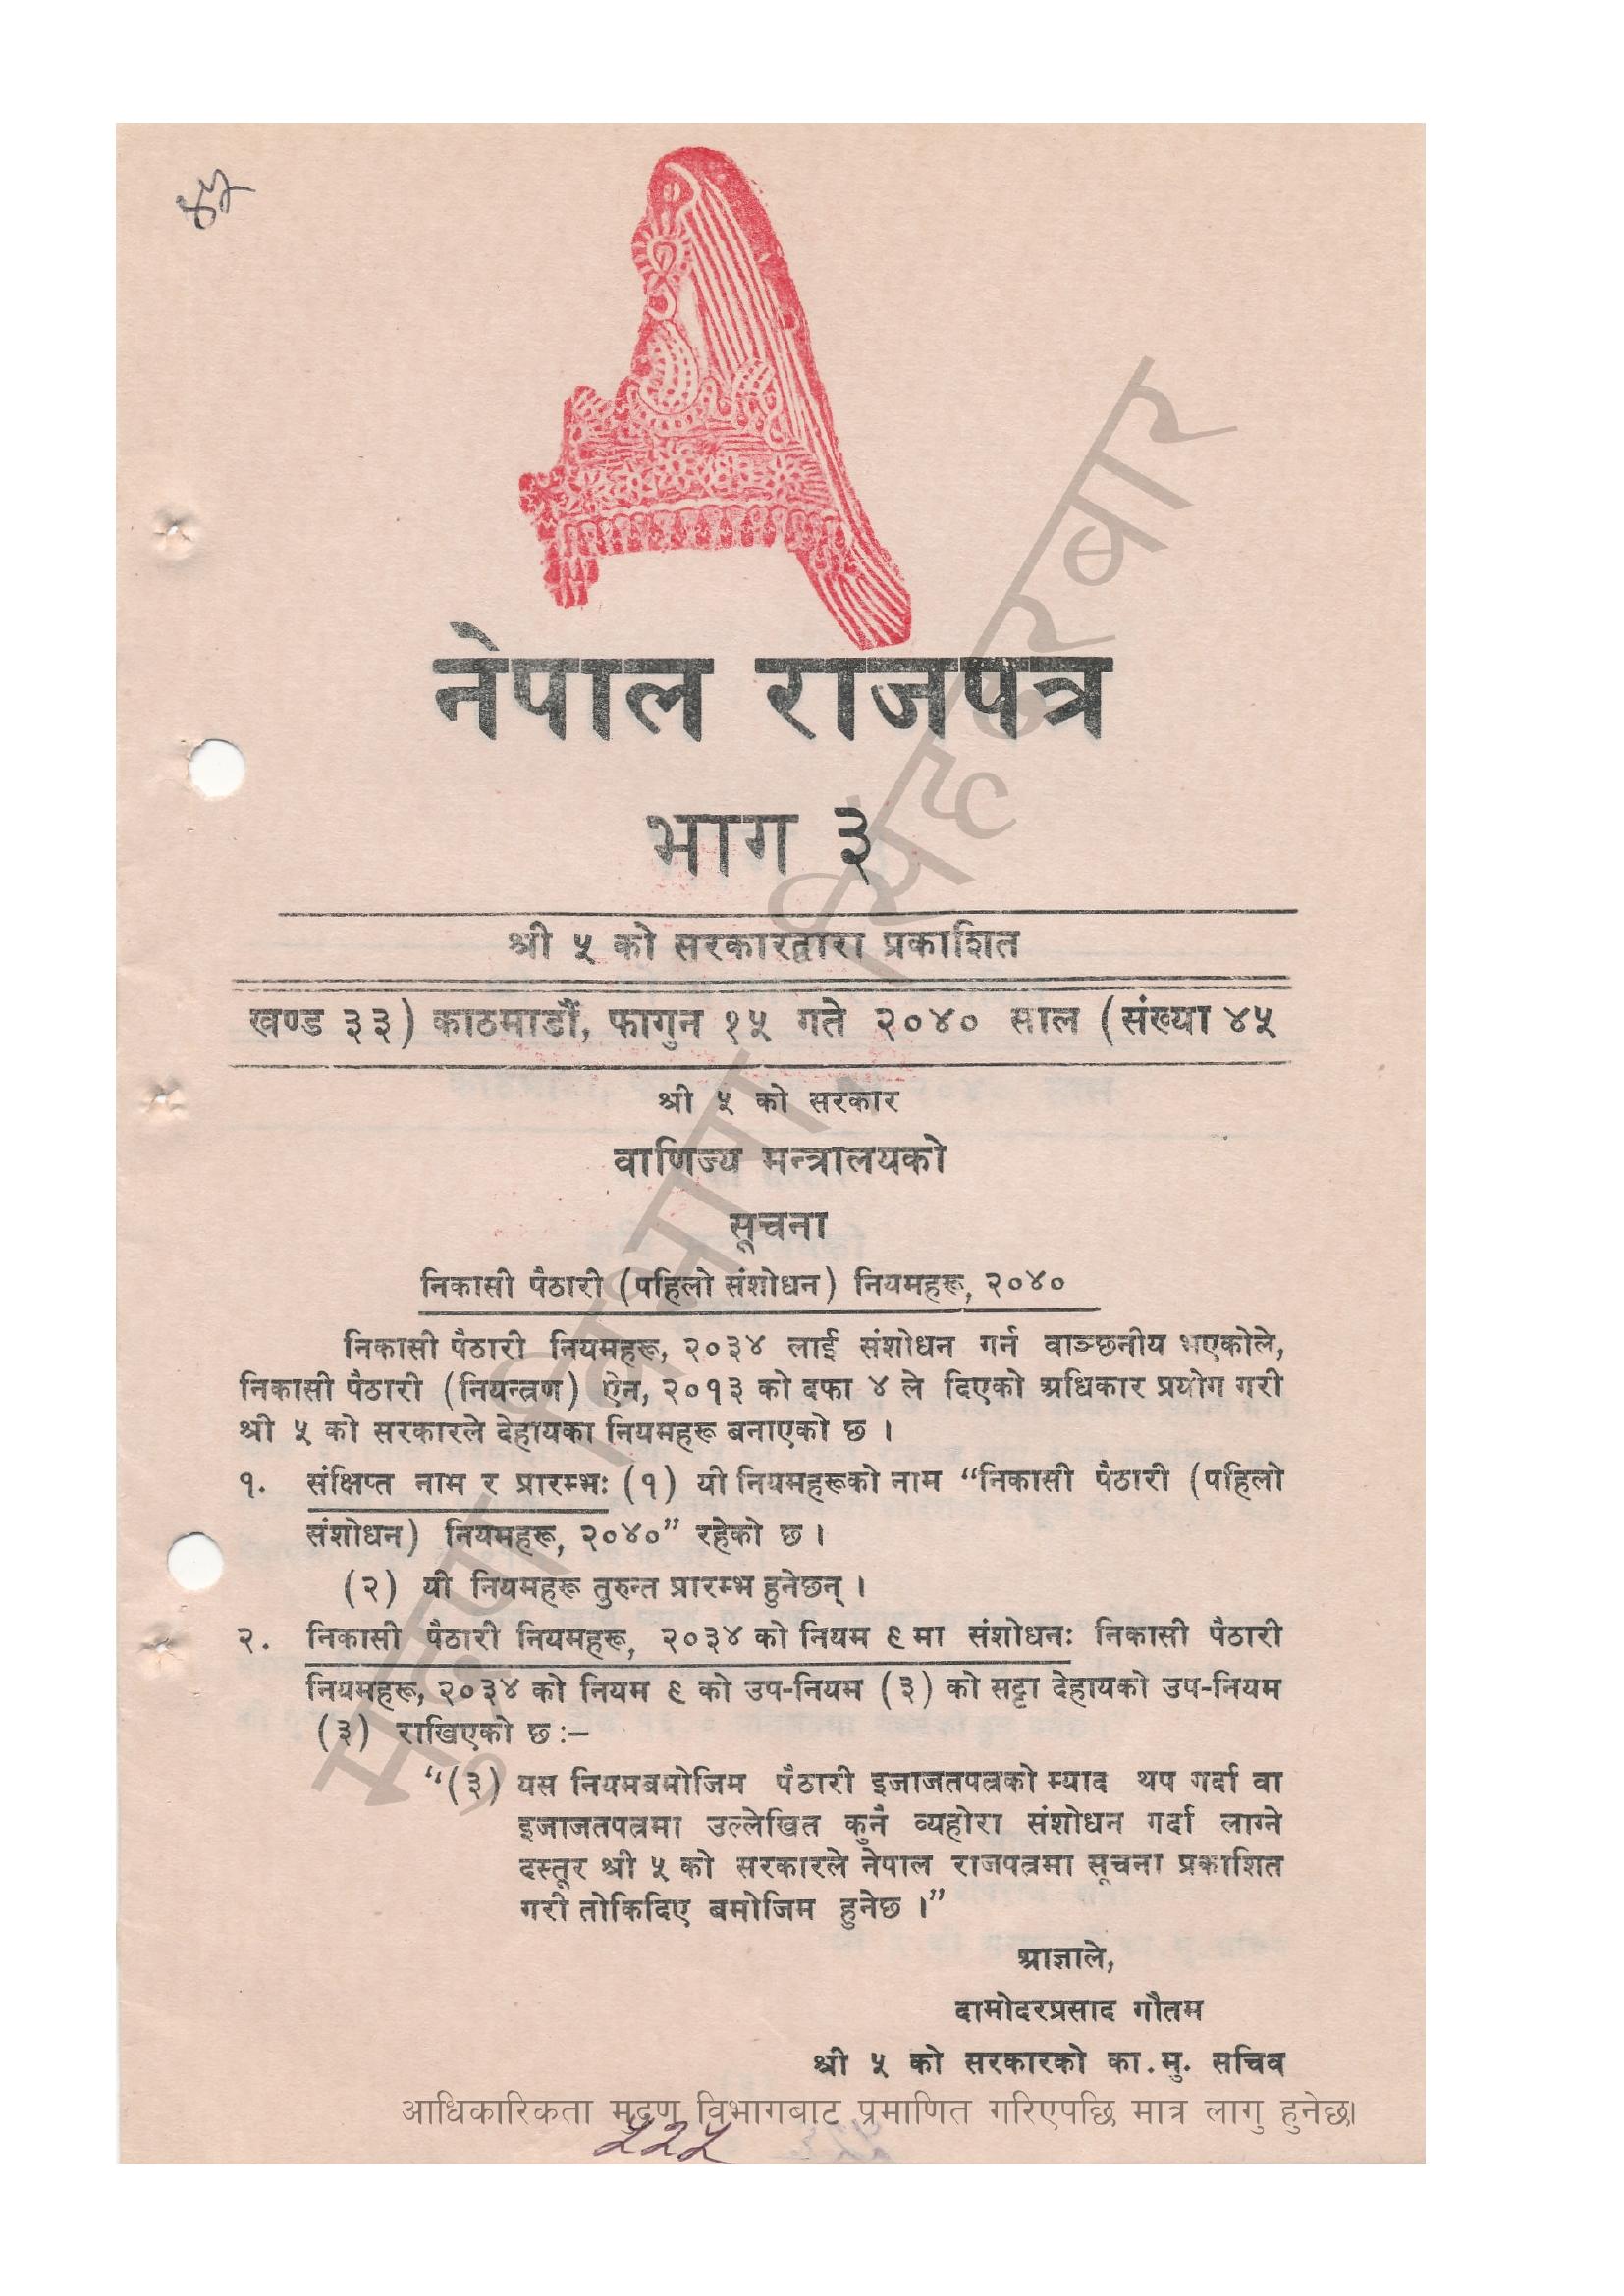 ४५
नेपाल राजपत्र
भाग ३
श्री ५ को सरकारद्वारा प्रकाशित
खण्ड ३३) काठमाडौं, फागुन १५ गते २०४० साल (संख्या ४५
श्री ५ को सरकार
वाणिज्य मन्त्रालयको
सूचना
निकासी पैठारी (पहिलो संशोधन) नियमहरू, २०४०
निकासी पैठारी नियमहरू, २०३४ लाई संशोधन गर्न वाञ्छनीय भएकोले,
निकासी पैठारी (नियन्त्रण) ऐन, २०१३ को दफा ४ ले दिएको अधिकार प्रयोग गरी
श्री ५ को सरकारले देहायका नियमहरू बनाएको छ ।
१. संक्षिप्त नाम र प्रारम्भः (१) यी नियमहरूको नाम “निकासी पैठारी (पहिलो
संशोधन) नियमहरू, २०४०” रहेको छ ।
(२) यी नियमहरू तुरुन्त प्रारम्भ हुनेछन् ।
२. निकासी पैठारी नियमहरू, २०३४ को नियम ९ मा संशोधनः निकासी पैठारी
नियमहरू, २०३४ को नियम ९ को उप-नियम (३) को सट्टा देहायको उप-नियम
(३) राखिएको छ :–
“(३) यस नियमबमोजिम पैठारी इजाजतपत्रको म्याद थप गर्दा वा
इजाजतपत्रमा उल्लेखित कुनै व्यहोरा संशोधन गर्दा लाग्ने
दस्तूर श्री ५ को सरकारले नेपाल राजपत्रमा सूचना प्रकाशित
गरी तोकिदिए बमोजिम हुनेछ ।”
आज्ञाले,
दामोदरप्रसाद गौतम
श्री ५ को सरकारको का.मु. सचिव
आधिकारिकता मुद्रण विभागबाट प्रमाणित गरिएपछि मात्र लागु हुनेछ।
५२५
मुद्रण विभाग, सिंहदरबार